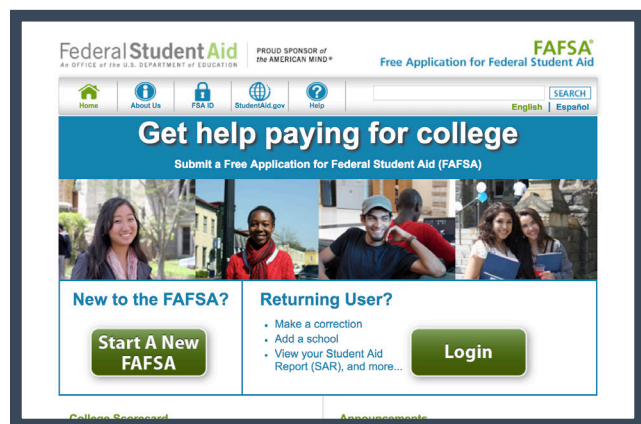 Federal Student Aid
An OFFICE of the U.S. DEPARTMENT of EDUCATION
PROUD SPONSOR of
the AMERICAN MIND®
FAFSA®
Free Application for Federal Student Aid
Home
About Us
FSA ID
StudentAid.gov
Help
SEARCH
English | Español
Get help paying for college
Submit a Free Application for Federal Student Aid (FAFSA)
New to the FAFSA?
Start A New
FAFSA
Returning User?
• Make a correction
• Add a school
• View your Student Aid
Report (SAR), and more...
Login
College Scorecard
Announcements